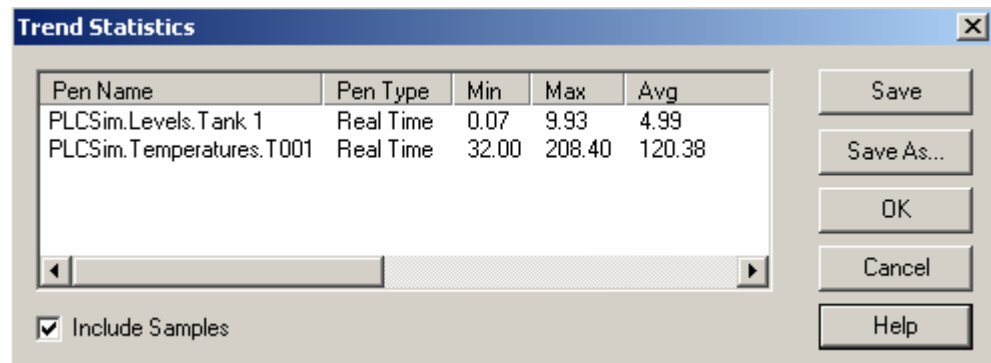 Trend Statistics
Pen Name Pen Type Min Max Avg
PLCSim.Levels.Tank 1 Real Time 0.07 9.93 4.99
PLCSim.Temperatures.T001 Real Time 32.00 208.40 120.38
Save
Save As...
OK
Cancel
Help
Include Samples